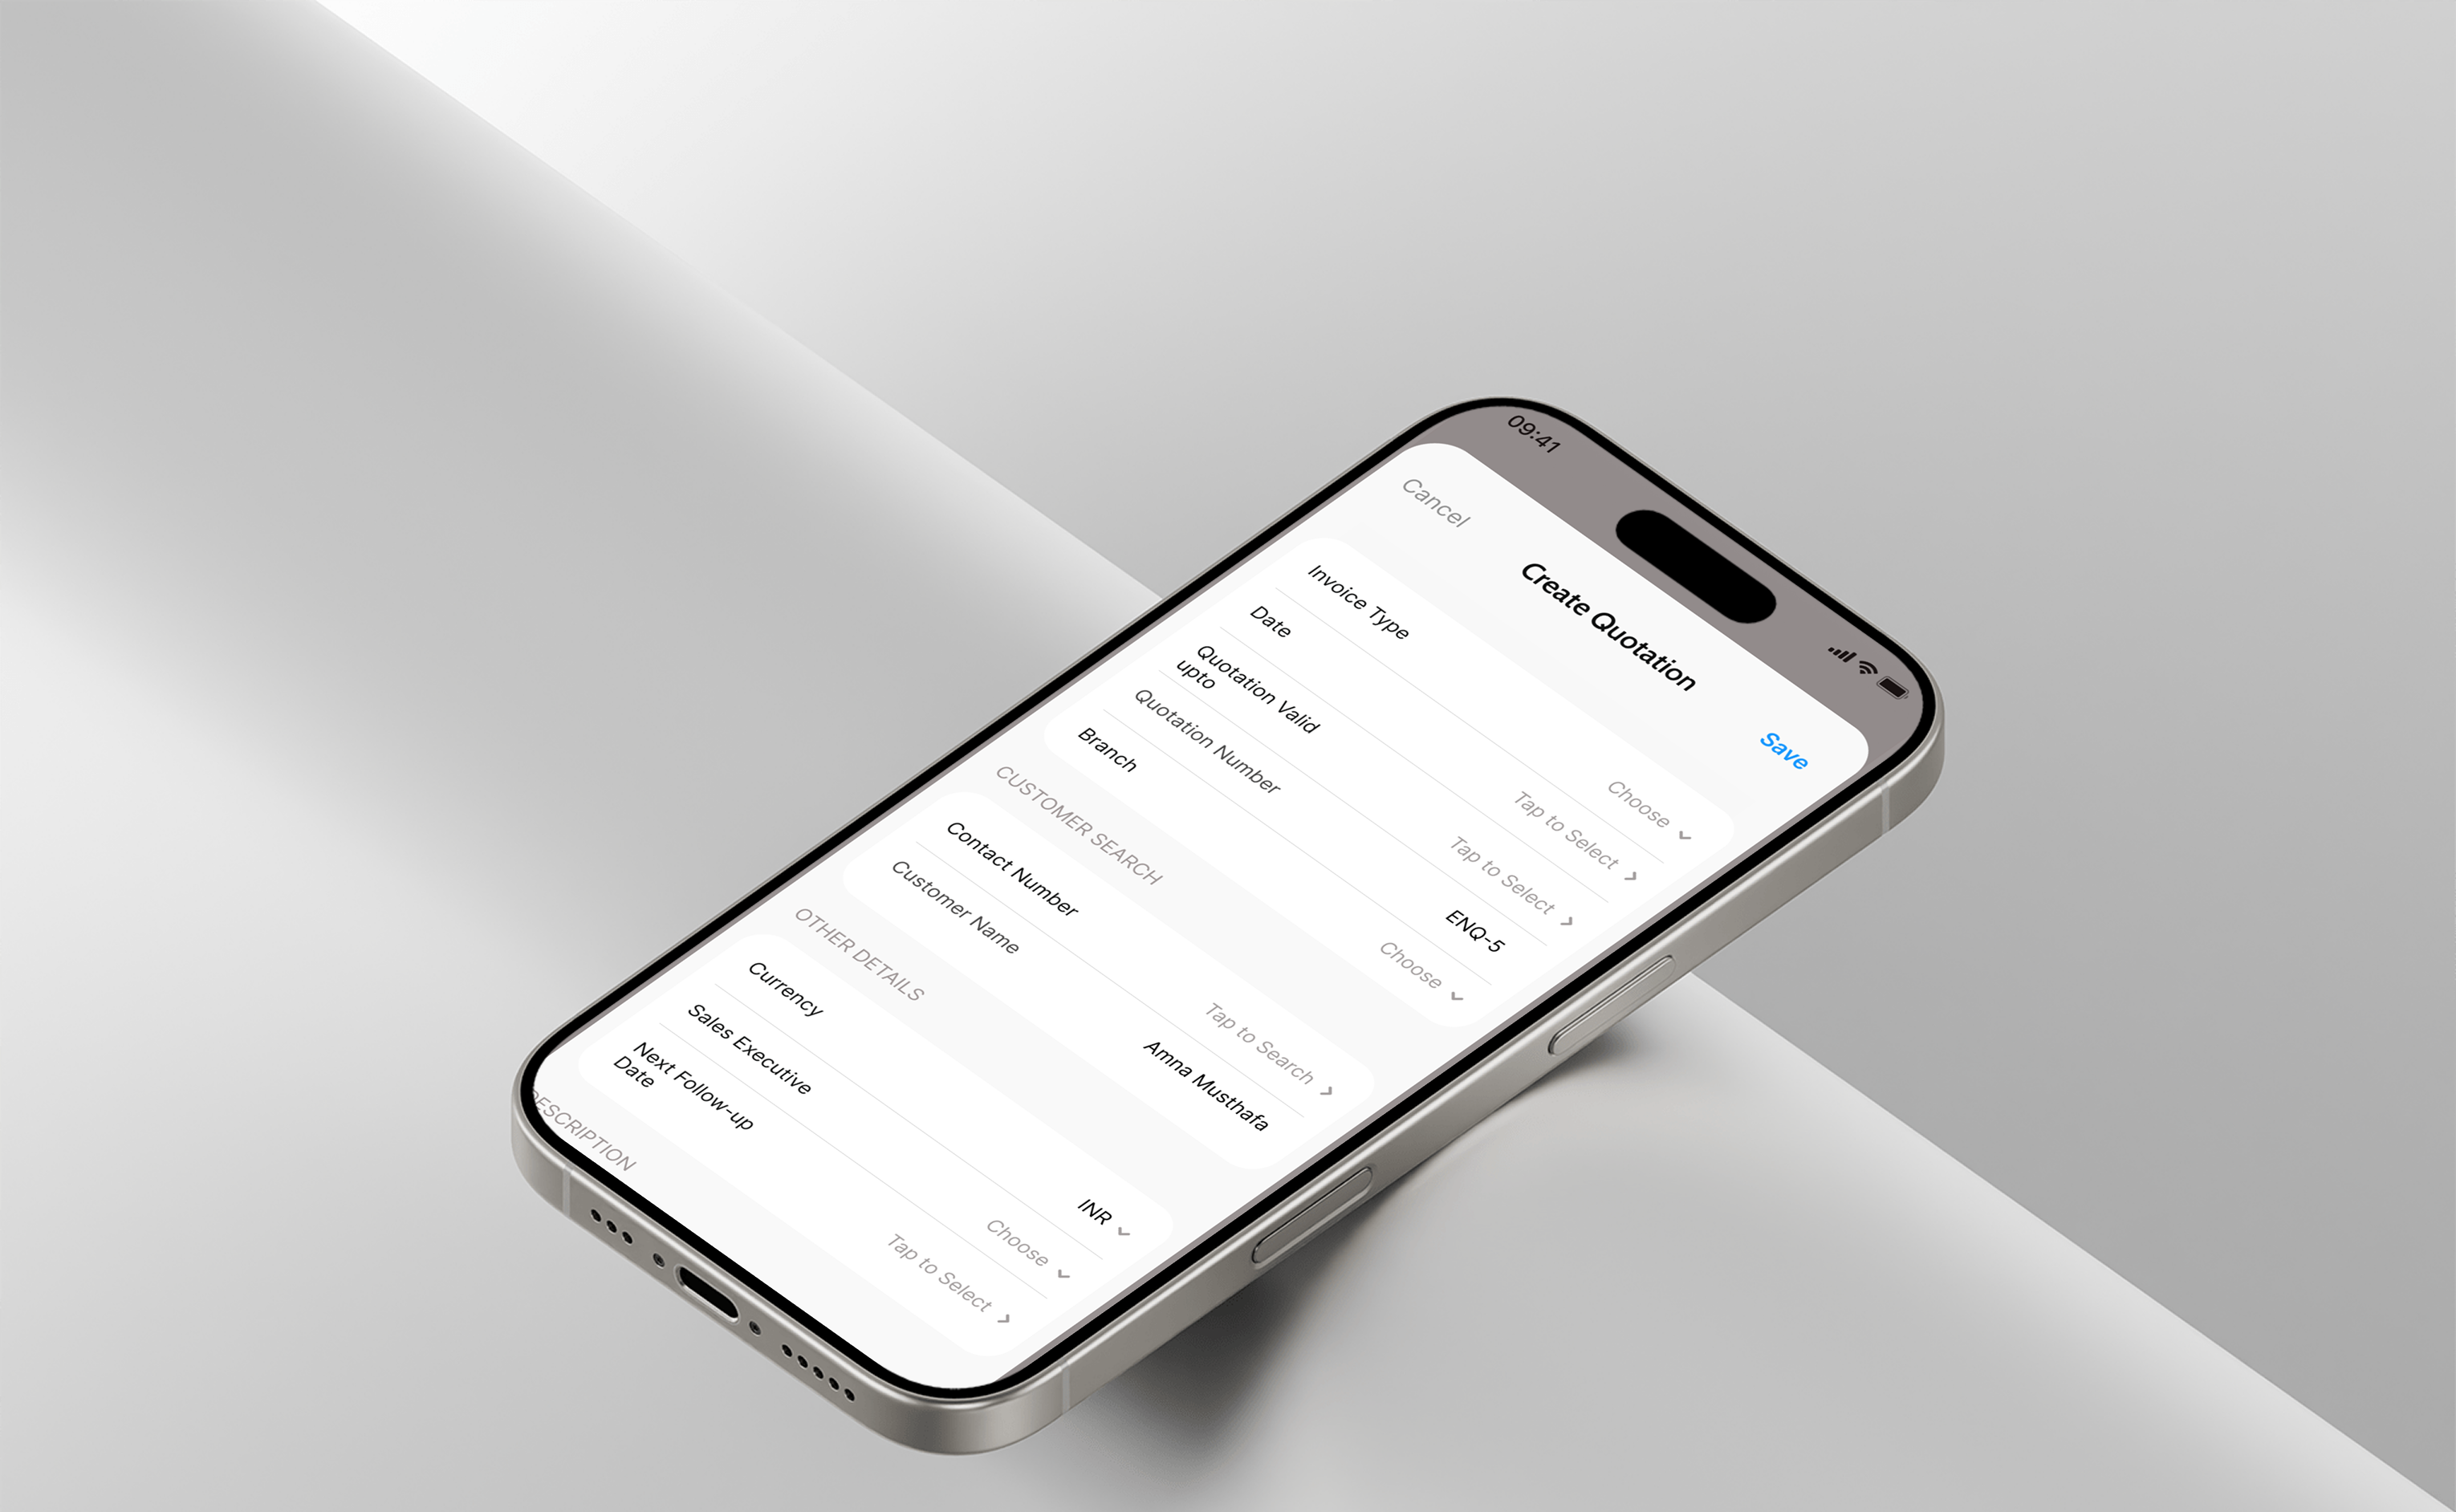 09:41
Cancel
Create Quotation
Save
Invoice Type
Choose
Date
Tap to Select
Quotation Valid
upto
Tap to Select
Quotation Number
ENQ-5
Branch
Choose
CUSTOMER SEARCH
Contact Number
Tap to Search
Customer Name
Amna Musthafa
OTHER DETAILS
Currency
INR
Sales Executive
Choose
Next Follow-up
Date
Tap to Select
DESCRIPTION